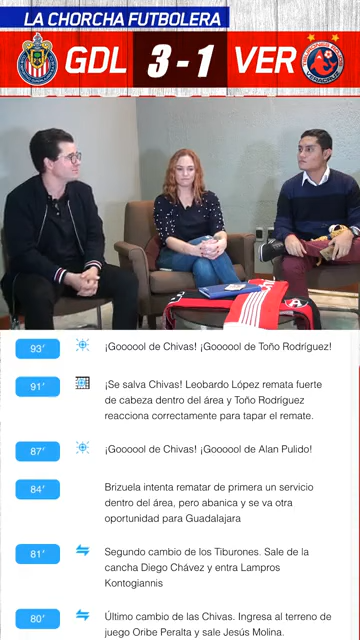 LA CHORCHA FUTBOLERA
GDL 3-1 VER
93' ¡Goooool de Chivas! ¡Goooool de Toño Rodríguez!
91' ¡Se salva Chivas! Leobardo López remata fuerte
de cabeza dentro del área y Toño Rodríguez
reacciona correctamente para tapar el remate.
87' ¡Goooool de Chivas! ¡Goooool de Alan Pulido!
84' Brizuela intenta rematar de primera un servicio
dentro del área, pero abanica y se va otra
oportunidad para Guadalajara
81' Segundo cambio de los Tiburones. Sale de la
cancha Diego Chávez y entra Lampros
Kontogiannis
80' Último cambio de las Chivas. Ingresa al terreno de
juego Oribe Peralta y sale Jesús Molina.